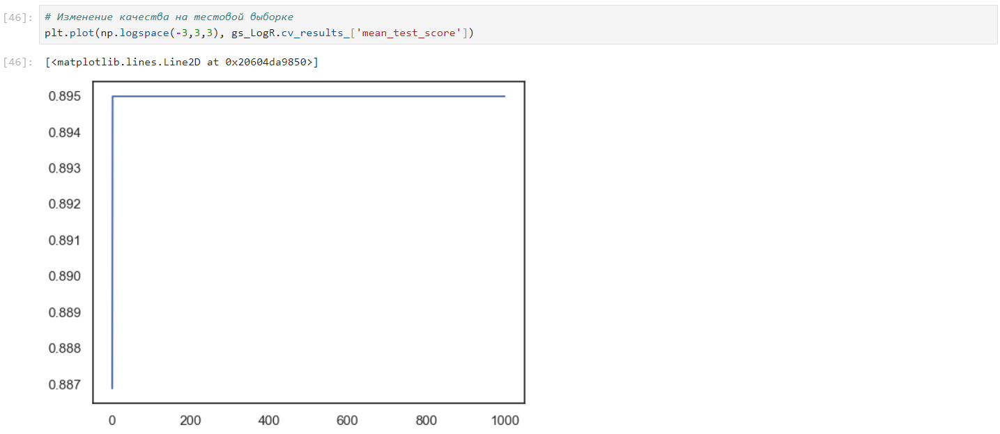 [46]: # Изменение качества на тестовой выборке
plt.plot(np.logspace(-3,3,3), gs_LogR.cv_results_['mean_test_score'])
[46]: [<matplotlib.lines.Line2D at 0x20604da9850>]
0.895
0.894
0.893
0.892
0.891
0.890
0.889
0.888
0.887
0 200 400 600 800 1000